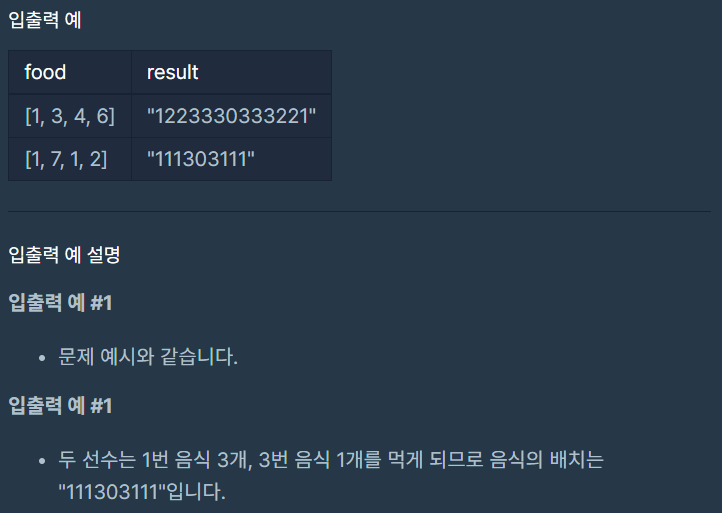 입출력 예
food result
[1, 3, 4, 6] "1223330333221"
[1, 7, 1, 2] "111303111"
입출력 예 설명
입출력 예 #1
문제 예시와 같습니다.
입출력 예 #1
두 선수는 1번 음식 3개, 3번 음식 1개를 먹게 되므로 음식의 배치는
"111303111"입니다.